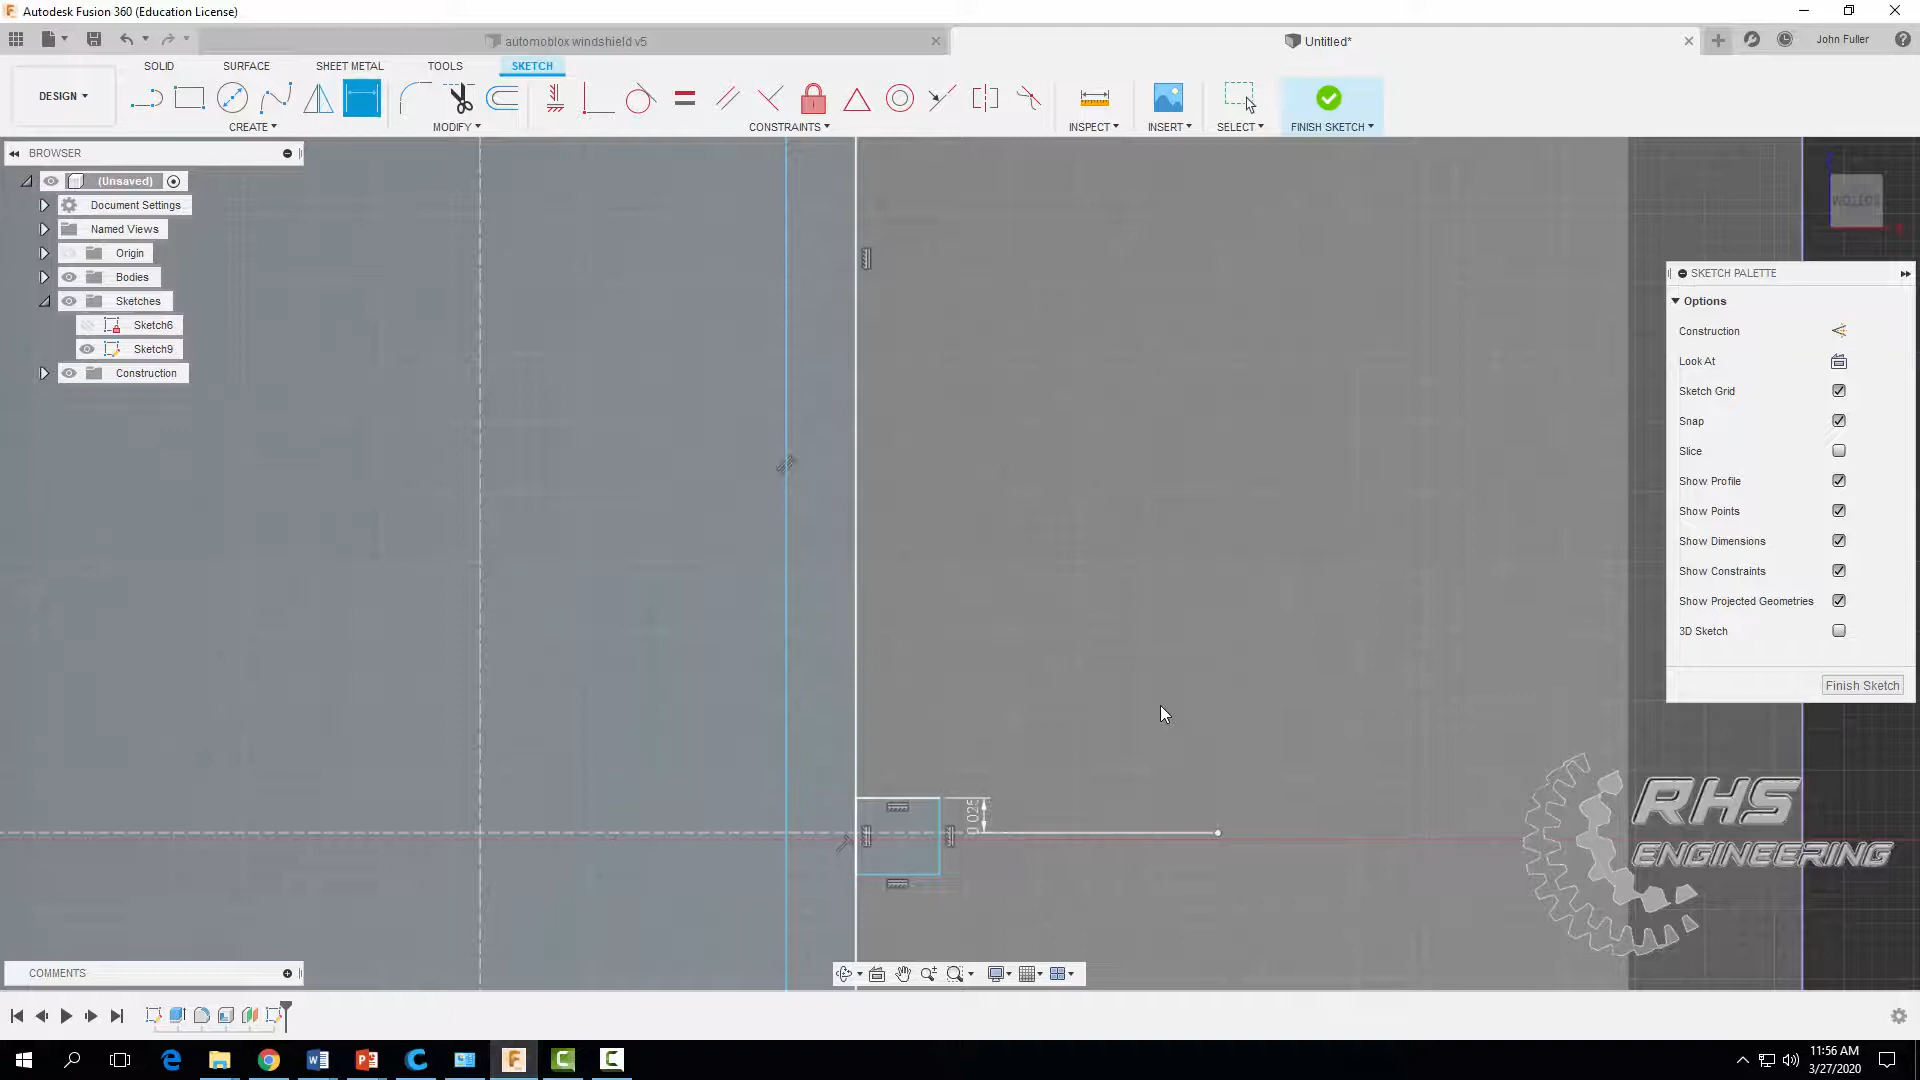 Autodesk Fusion 360 (Education License)
automoblox windshield v5
Untitled*
John Fuller
SOLID
SURFACE
SHEET METAL
TOOLS
SKETCH
DESIGN
CREATE
MODIFY
CONSTRAINTS
INSPECT
INSERT
SELECT
FINISH SKETCH
BROWSER
(Unsaved)
Document Settings
Named Views
Origin
Bodies
Sketches
Sketch6
Sketch9
Construction
BOTTOM
SKETCH PALETTE
Options
Construction
Look At
Sketch Grid
Snap
Slice
Show Profile
Show Points
Show Dimensions
Show Constraints
Show Projected Geometries
3D Sketch
Finish Sketch
0.025
RHS
ENGINEERING
COMMENTS
11:56 AM
3/27/2020